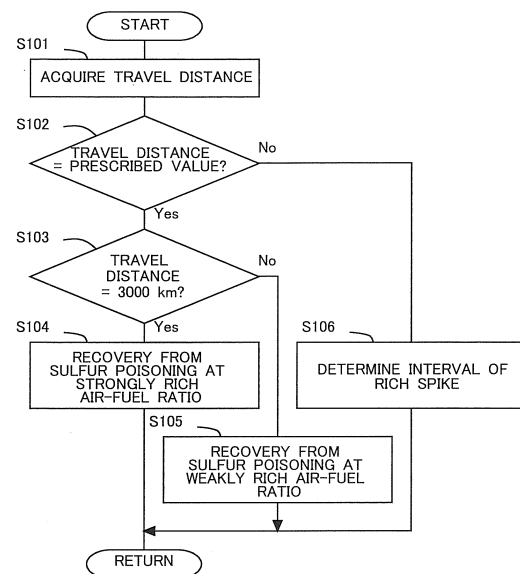 START
S101
ACQUIRE TRAVEL DISTANCE
S102
TRAVEL DISTANCE
= PRESCRIBED VALUE?
No
Yes
S103
TRAVEL
DISTANCE
= 3000 km?
No
Yes
S104
RECOVERY FROM
SULFUR POISONING AT
STRONGLY RICH
AIR-FUEL RATIO
S106
DETERMINE INTERVAL OF
RICH SPIKE
S105
RECOVERY FROM
SULFUR POISONING AT
WEAKLY RICH AIR-FUEL
RATIO
RETURN